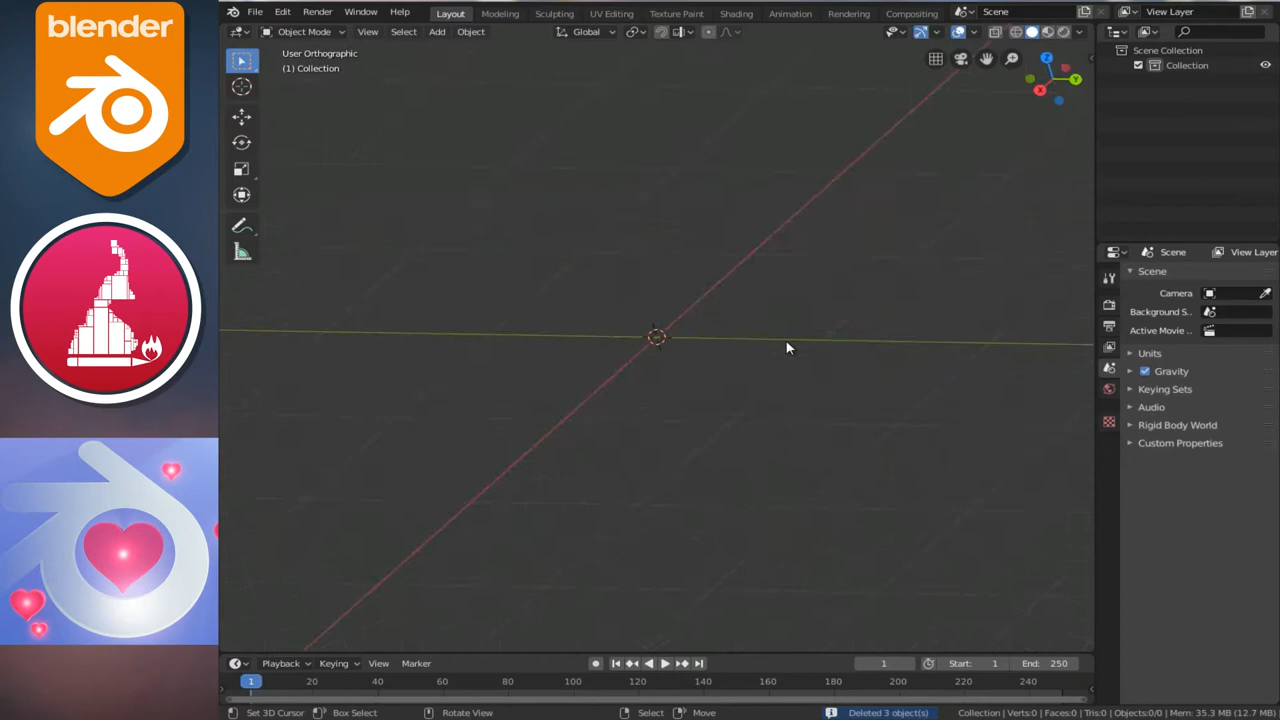 blender
File Edit Render Window Help
Layout Modeling Sculpting UV Editing Texture Paint Shading Animation Rendering Compositing
Scene
View Layer
Object Mode View Select Add Object
Global
User Orthographic
(1) Collection
Z
Y
X
Scene Collection
Collection
Scene View Layer
Scene
Camera
Background S..
Active Movie ..
Units
Gravity
Keying Sets
Audio
Rigid Body World
Custom Properties
Playback Keying View Marker
1
Start: 1
End: 250
1 20 40 60 80 100 120 140 160 180 200 220 240
Set 3D Cursor Box Select Rotate View Select Move
Deleted 3 object(s)
Collection | Verts:0 | Faces:0 | Tris:0 | Objects:0/0 | Mem: 35.3 MB (12.7 MB)